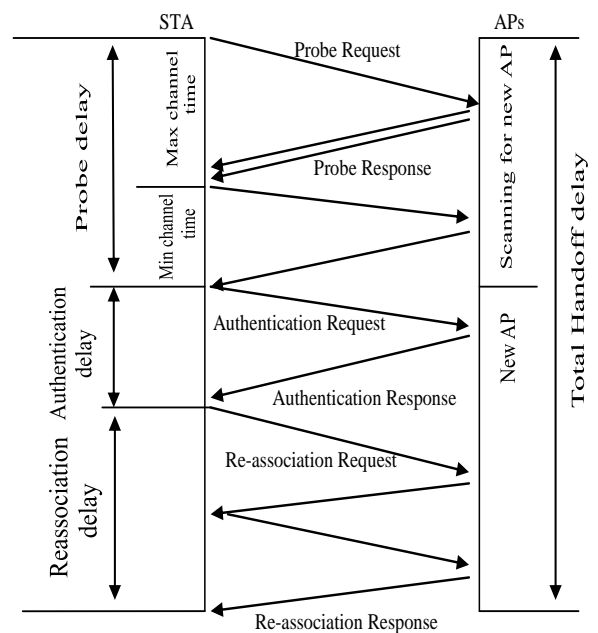 STA
APs
Probe Request
Max channel
time
Probe delay
Scanning for new AP
Probe Response
Min channel
time
Total Handoff delay
Authentication
delay
Authentication Request
New AP
Authentication Response
Reassociation
delay
Re-association Request
Re-association Response